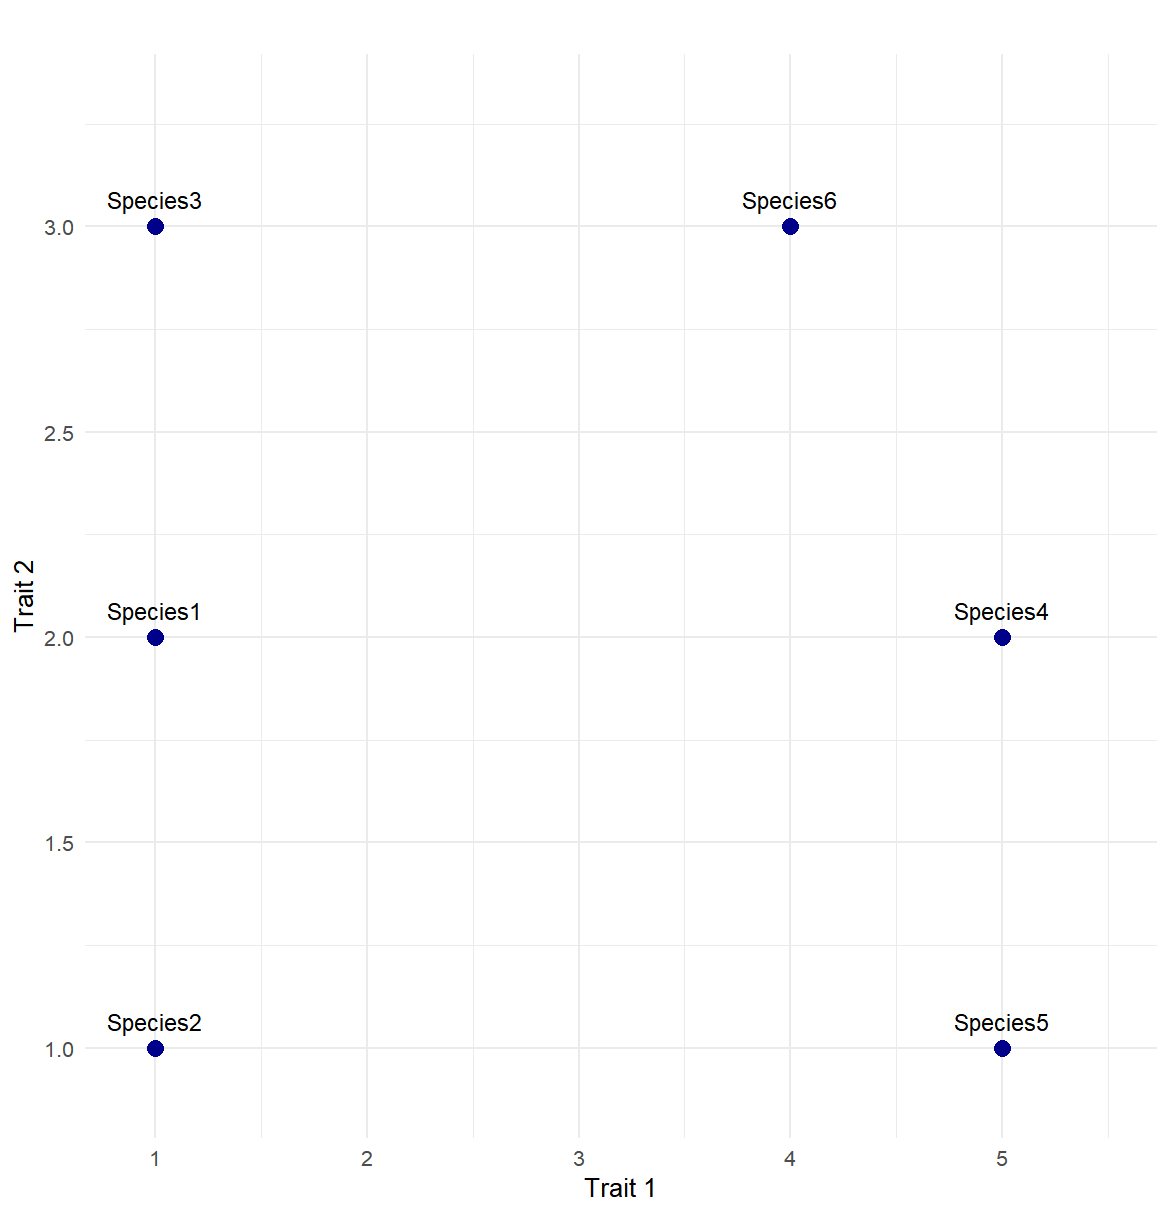 Species3
Species6
3.0
2.5
Species1
Species4
2.0
Trait 2
1.5
Species2
Species5
1.0
1
2
3
4
5
Trait 1